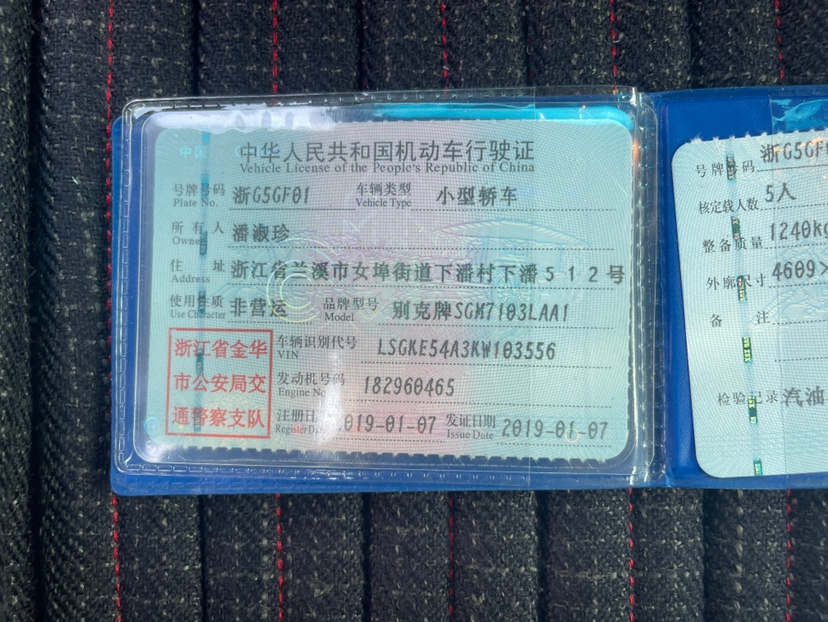 中国
中华人民共和国机动车行驶证
Vehicle License of the People's Republic of China
号牌号码 浙G5GF01 车辆类型 小型轿车
Plate No. Vehicle Type
所有人 潘淑珍
Owner
住址 浙江省兰溪市女埠街道下潘村下潘512号
Address
使用性质 非营运 品牌型号 别克牌SGM7103LAA1
Use Character Model
浙江省金华
市公安局交
通警察支队
车辆识别代号 LSGKE54A3KW103556
VIN
发动机号码 182960465
Engine No.
注册日 2019-01-07 发证日期 2019-01-07
Register Date Issue Date
号牌号码 浙G5GF
核定载人数 5人
整备质量 1240kg
外廓尺寸 4609×
备注
检验记录 汽油